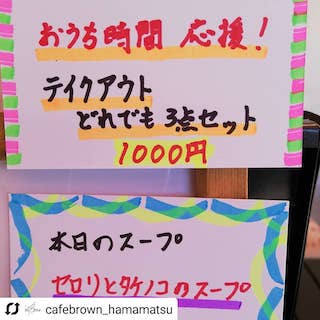 おうち時間 応援！
テイクアウト
どれでも 3点セット
1000円
本日のスープ
セロリとタケノコのスープ
cafebrown_hamamatsu